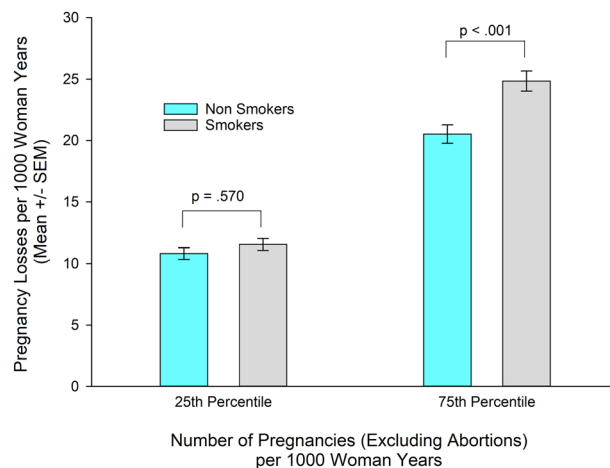 30
25
20
15
10
5
0
Pregnancy Losses per 1000 Woman Years
(Mean +/- SEM)
Non Smokers
Smokers
p = .570
p < .001
25th Percentile
75th Percentile
Number of Pregnancies (Excluding Abortions)
per 1000 Woman Years